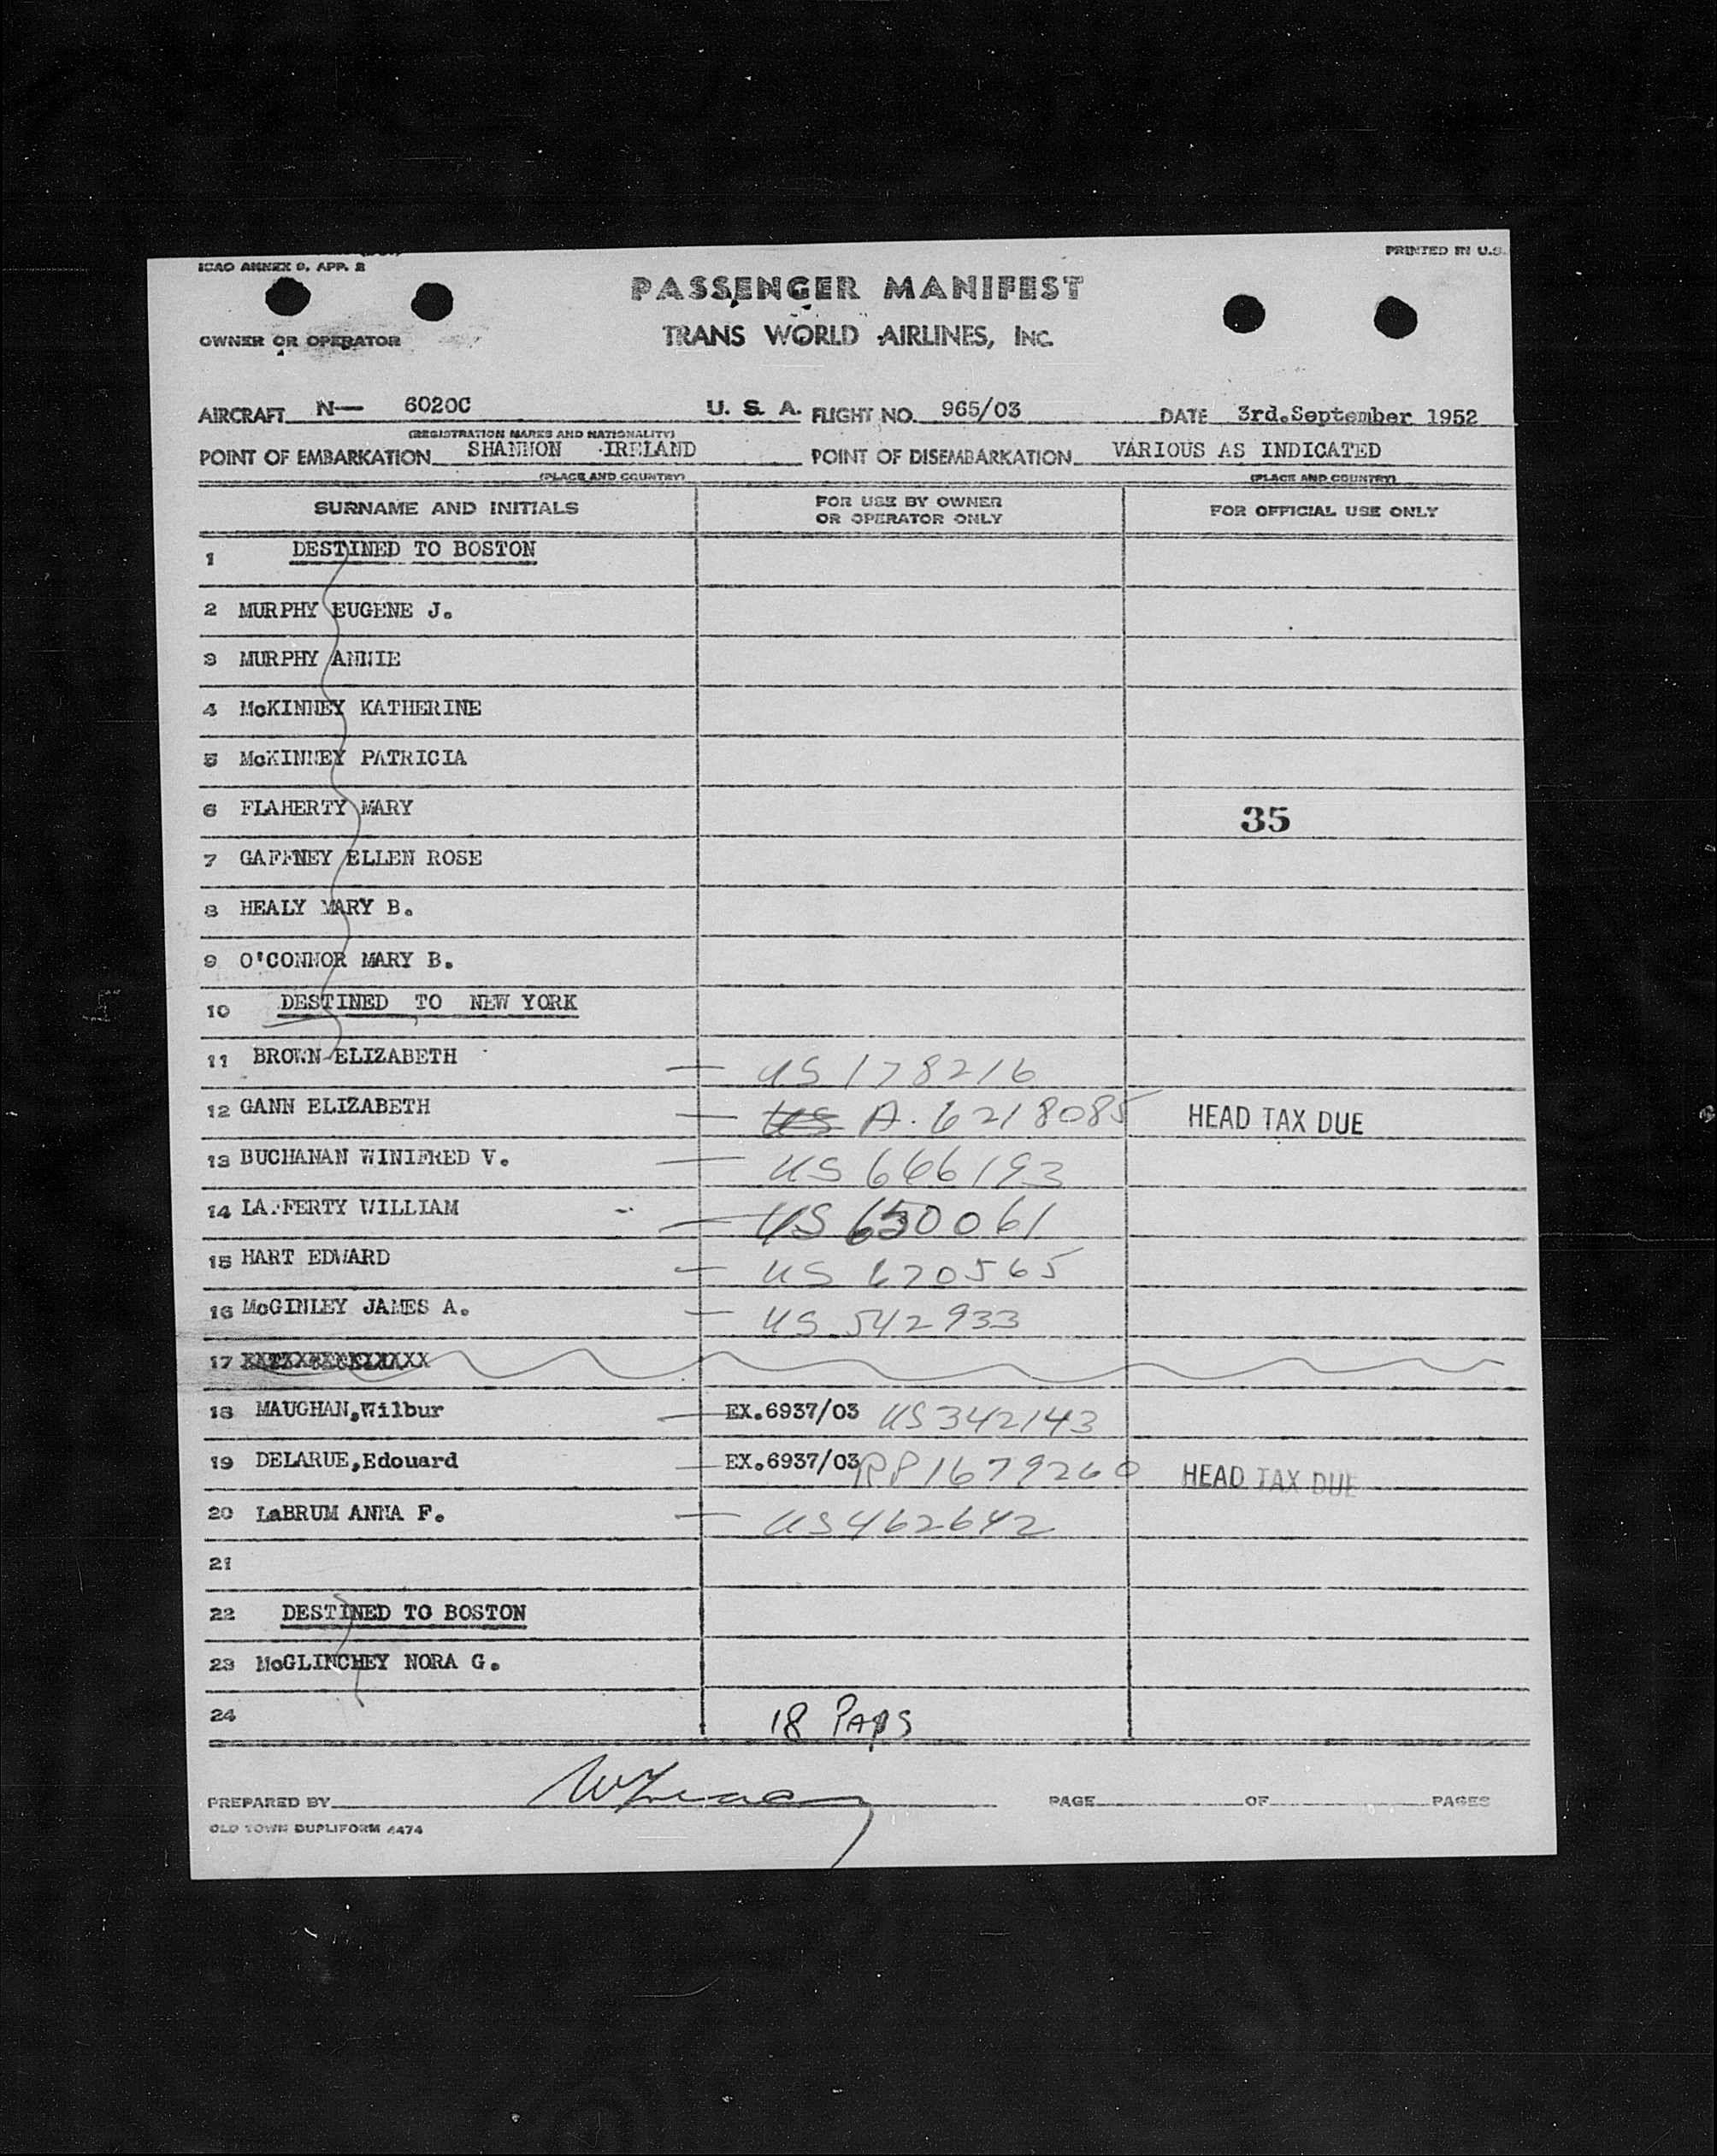 ICAO ANNEX 9, APP. 2
PRINTED IN U.S.
PASSENGER MANIFEST
OWNER OR OPERATOR
TRANS WORLD AIRLINES, INC.
AIRCRAFT N— 6020C U. S. A. FLIGHT NO. 965/03 DATE 3rd.September 1952
(REGISTRATION MARKS AND NATIONALITY)
POINT OF EMBARKATION SHANNON IRELAND POINT OF DISEMBARKATION VARIOUS AS INDICATED
(PLACE AND COUNTRY) (PLACE AND COUNTRY)
SURNAME AND INITIALS FOR USE BY OWNER OR OPERATOR ONLY FOR OFFICIAL USE ONLY
1 DESTINED TO BOSTON
2 MURPHY EUGENE J.
3 MURPHY ANNIE
4 McKINNEY KATHERINE
5 McKINNEY PATRICIA
6 FLAHERTY MARY 35
7 GAFFNEY ELLEN ROSE
8 HEALY MARY B.
9 O'CONNOR MARY B.
10 DESTINED TO NEW YORK
11 BROWN ELIZABETH — US 178216
12 GANN ELIZABETH — US A. 6218085 HEAD TAX DUE
13 BUCHANAN WINIFRED V. — US 666193
14 LAFFERTY WILLIAM — US 650061
15 HART EDWARD — US 620565
16 McGINLEY JAMES A. — US 542933
17
18 MAUGHAN,Wilbur — EX.6937/03 US 342143
19 DELARUE,Edouard — EX.6937/03 RP 1679260 HEAD TAX DUE
20 LaBRUM ANNA F. — US 462642
21
22 DESTINED TO BOSTON
23 McGLINCHEY NORA G.
24 18 PAPS
PREPARED BY PAGE OF PAGES
OLD TOWN DUPLIFORM 4474